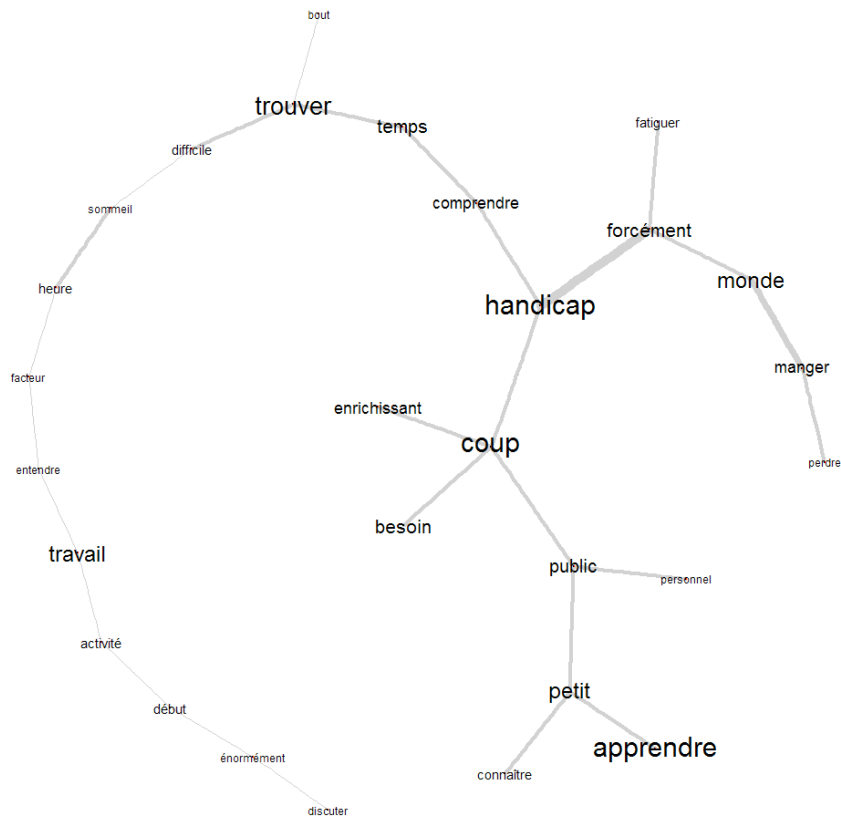 bout
trouver
temps
fatiguer
difficile
comprendre
sommeil
forcément
monde
heure
handicap
manger
facteur
enrichissant
coup
perdre
entendre
besoin
travail
public
personnel
activité
petit
début
apprendre
énormément
connaître
discuter